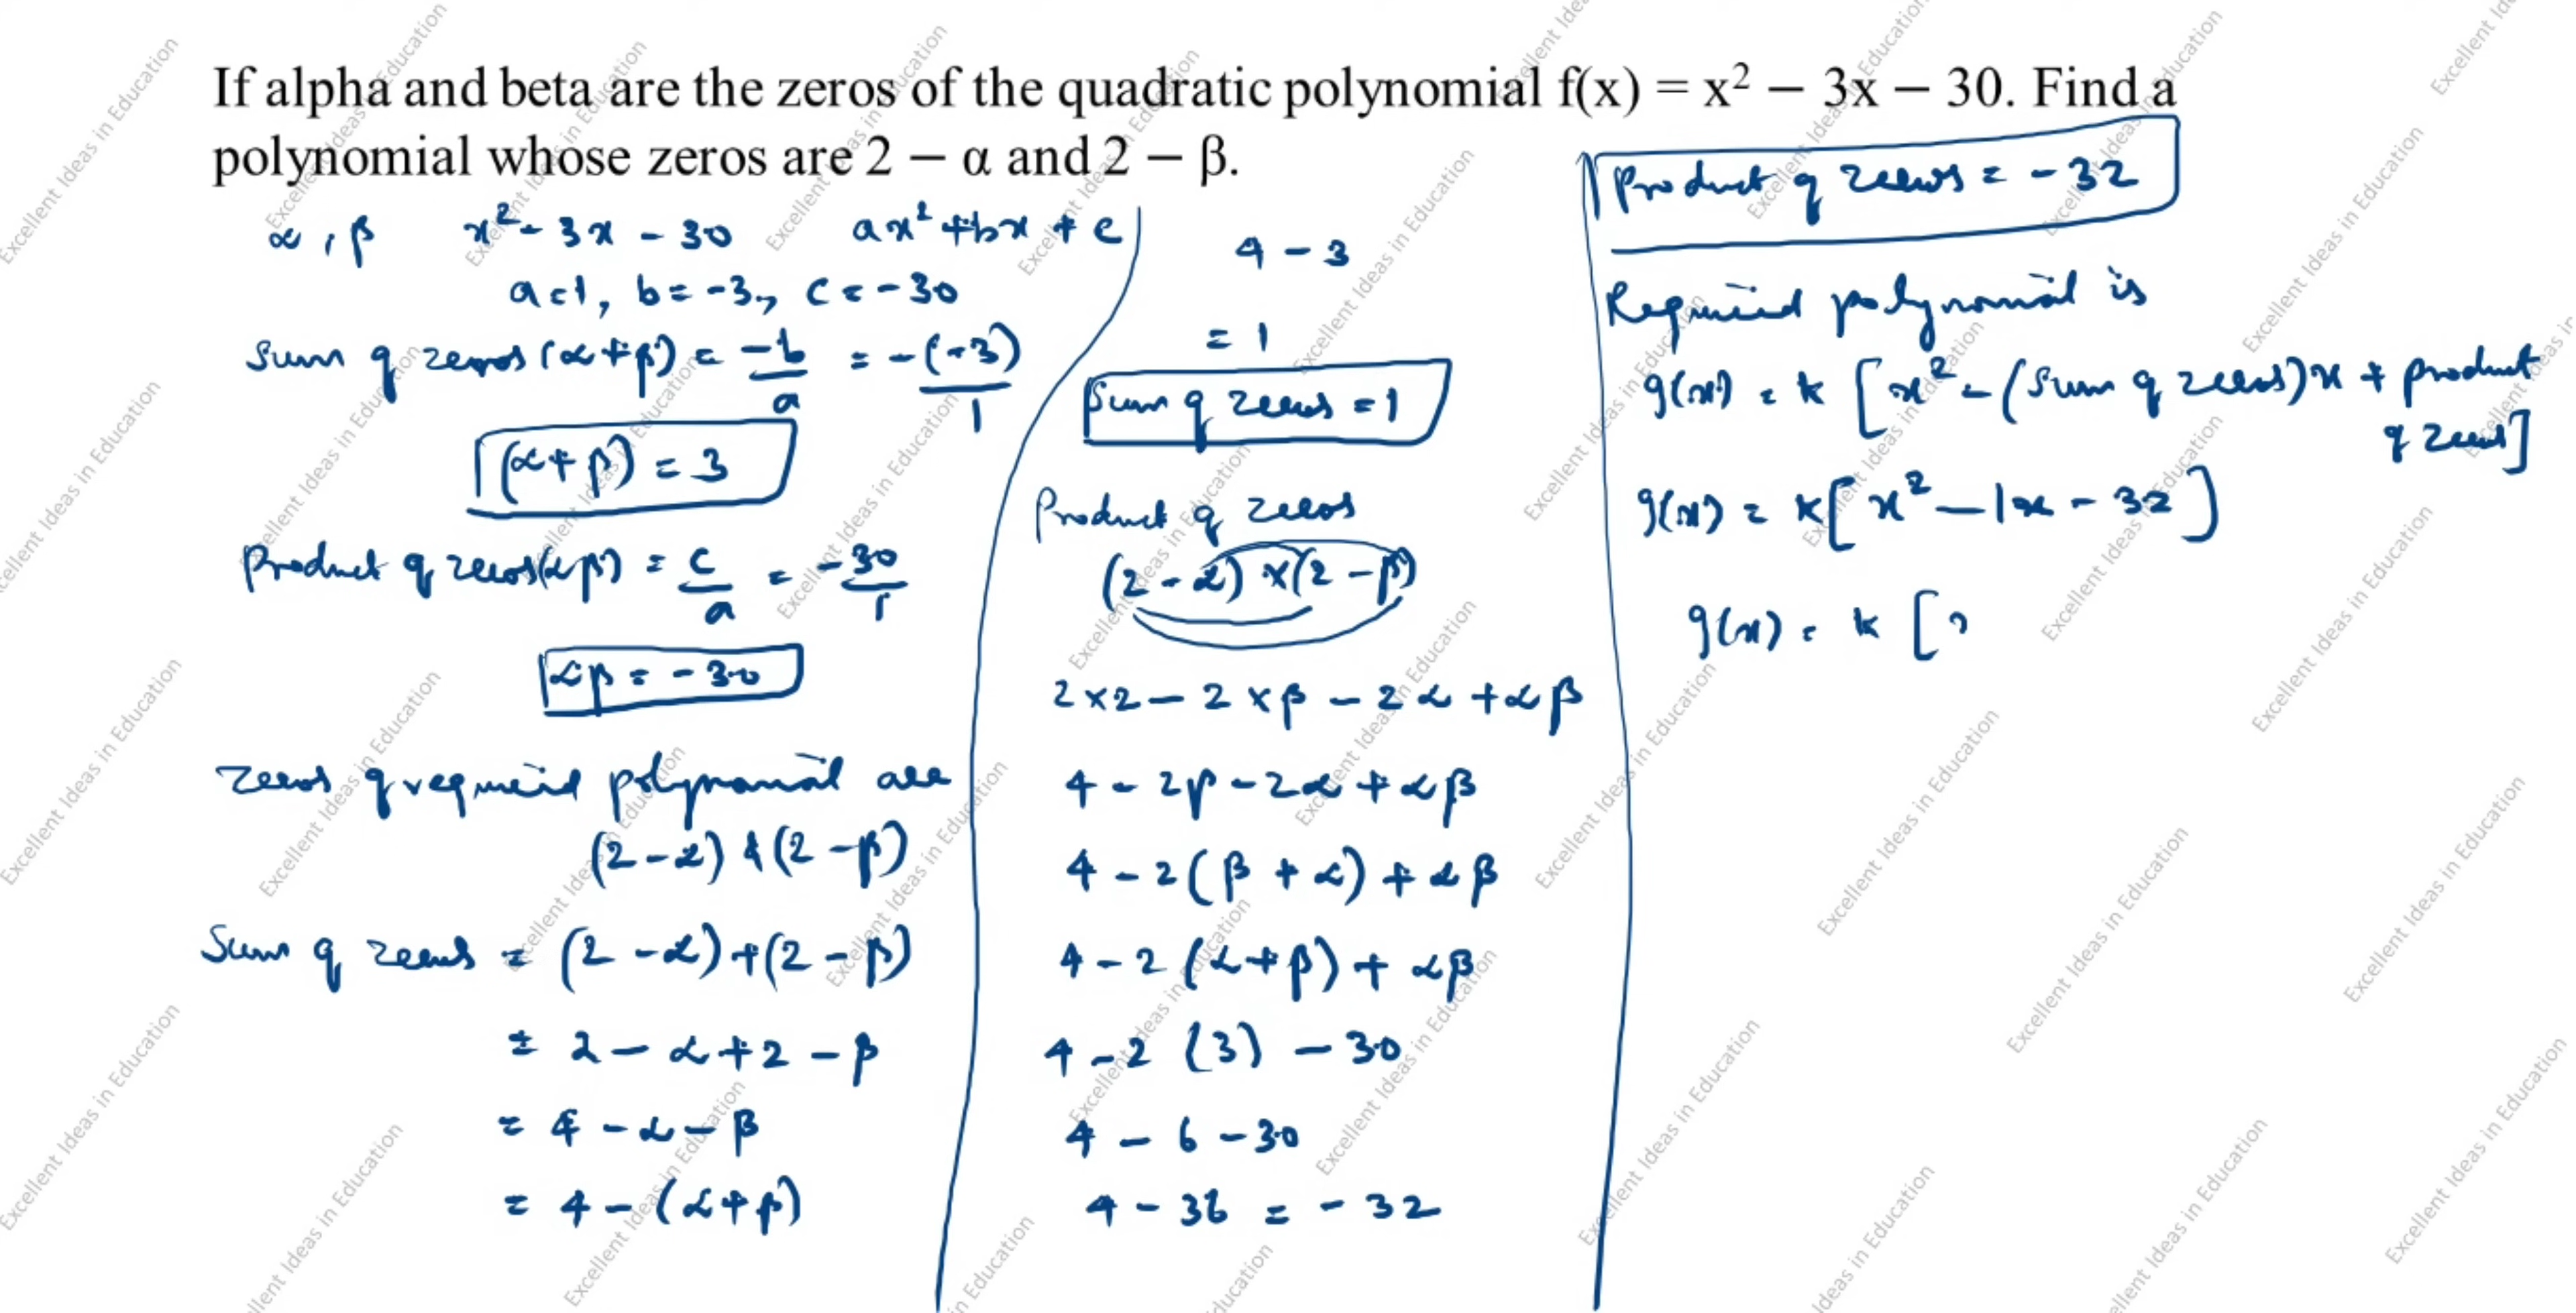 If alpha and beta are the zeros of the quadratic polynomial f(x) = x² – 3x – 30. Find a
polynomial whose zeros are 2 – α and 2 – β.
α, β x² - 3x - 30 ax² + bx + c
a=1, b = -3, c = -30
Sum of zeros (α+β) = -b/a = -(-3)/1
(α+β) = 3
Product of zeros (αβ) = c/a = -30/1
αβ = -30
Zeros of required polynomial are
(2-α) & (2-β)
Sum of zeros = (2-α)+(2-β)
= 2 - α + 2 - β
= 4 - α - β
= 4 - (α+β)
4 - 3
= 1
Sum of zeros = 1
Product of zeros
(2-α) × (2-β)
2×2 - 2×β - 2α + αβ
4 - 2β - 2α + αβ
4 - 2(β + α) + αβ
4 - 2(α+β) + αβ
4 - 2 (3) - 30
4 - 6 - 30
4 - 36 = - 32
Product of zeros = -32
Required polynomial is
g(x) = k [x² - (Sum of zeros)x + product
of zeros]
g(x) = k[x² - 1x - 32]
g(x) = k [
Excellent Ideas in Education